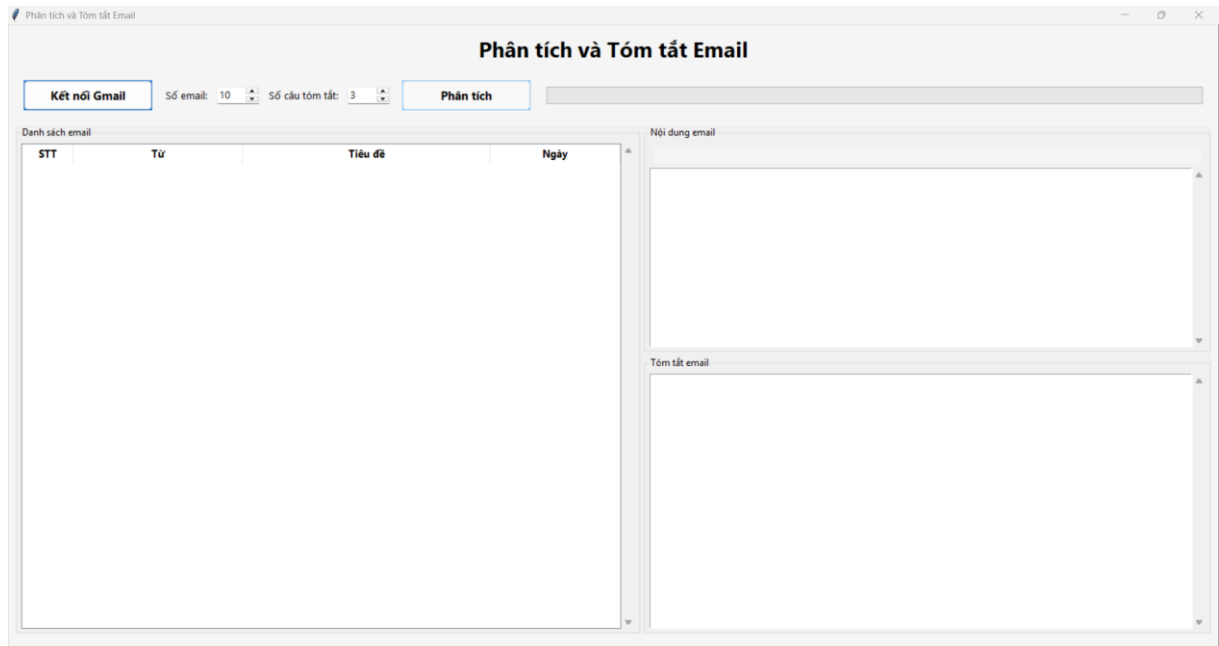 Phân tích và Tóm tắt Email
Phân tích và Tóm tắt Email
Kết nối Gmail Số email: 10 Số câu tóm tắt: 3 Phân tích
Danh sách email
STT Từ Tiêu đề Ngày
Nội dung email
Tóm tắt email